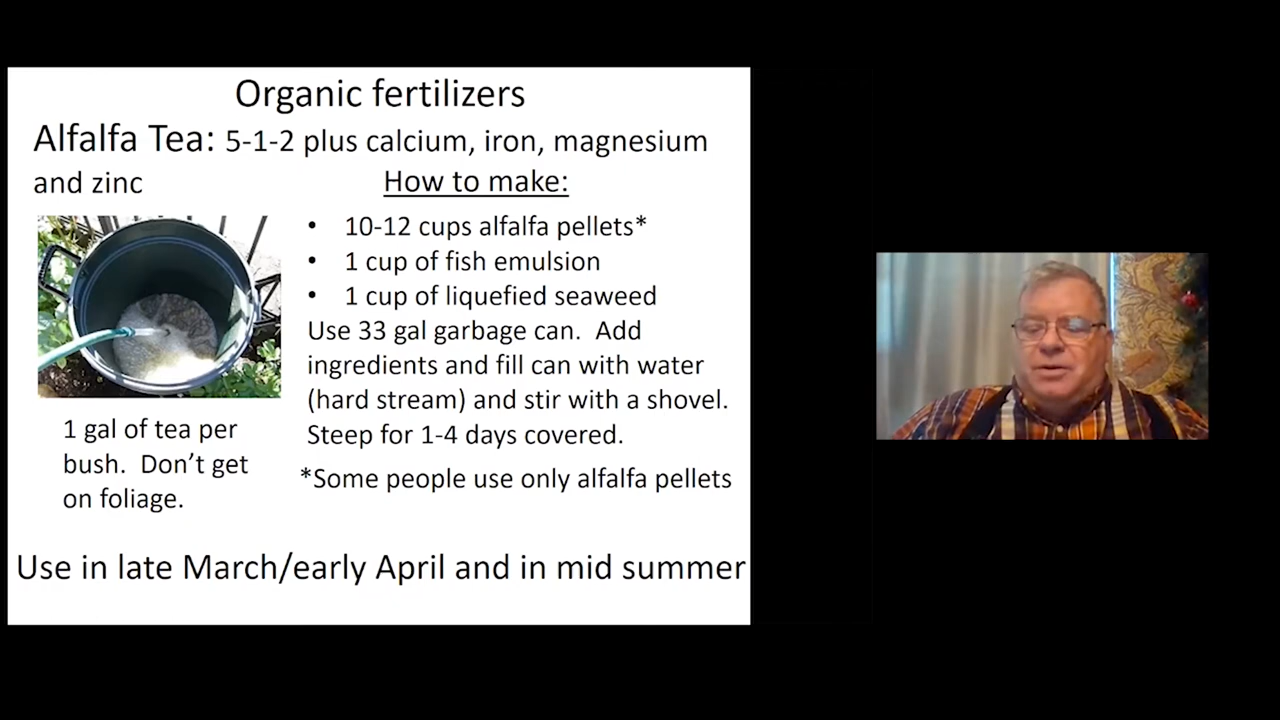 Organic fertilizers
Alfalfa Tea: 5-1-2 plus calcium, iron, magnesium
and zinc
How to make:
• 10-12 cups alfalfa pellets*
• 1 cup of fish emulsion
• 1 cup of liquefied seaweed
Use 33 gal garbage can.  Add
ingredients and fill can with water
(hard stream) and stir with a shovel.
Steep for 1-4 days covered.
*Some people use only alfalfa pellets
1 gal of tea per
bush.  Don’t get
on foliage.
Use in late March/early April and in mid summer